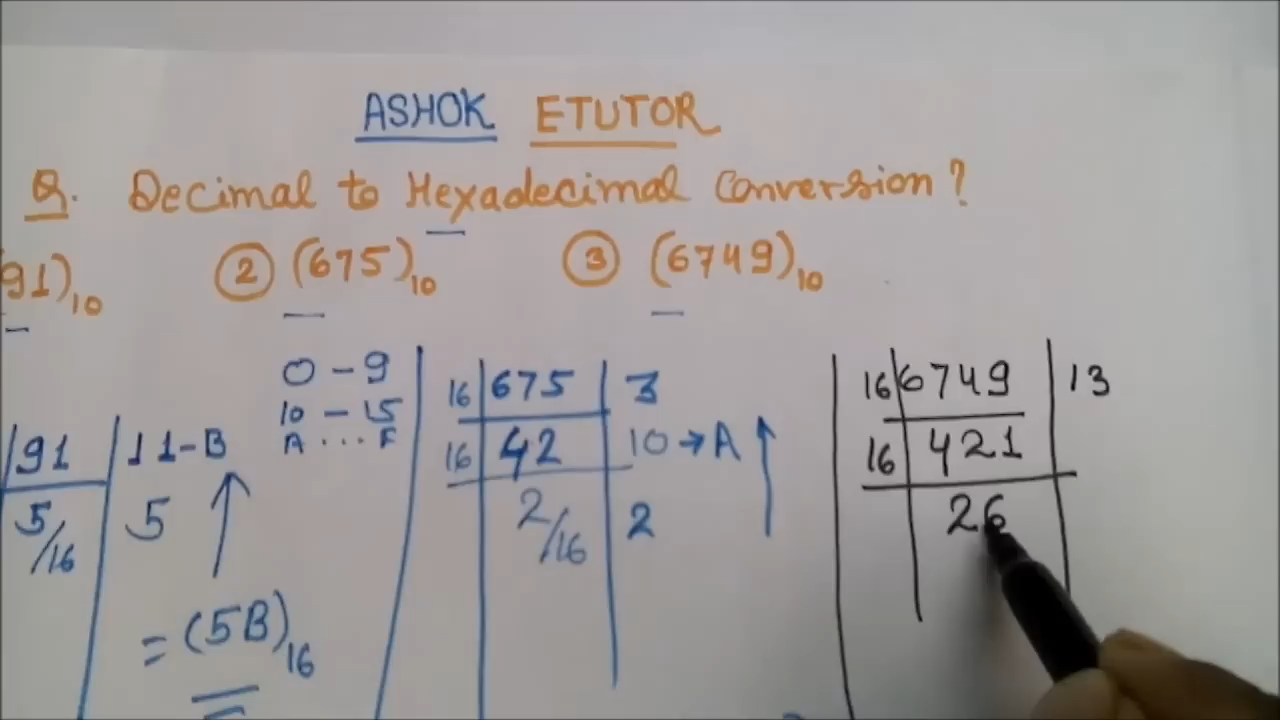 ASHOK ETUTOR
Q. Decimal to Hexadecimal Conversion ?
(91)10 ② (675)10 ③ (6749)10
91 11-B
5/16 5
= (5B)16
0 - 9
10 - 15
A ... F
16 675 3
16 42 10→A
2/16 2
16 6749 13
16 421
26